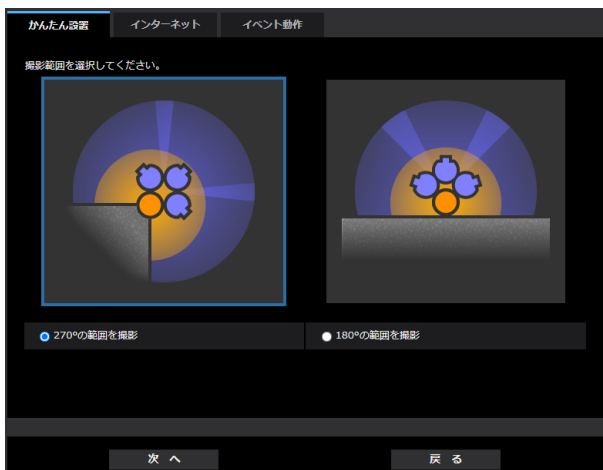 かんたん設置
インターネット
イベント動作
撮影範囲を選択してください。
270°の範囲を撮影
180°の範囲を撮影
次 へ
戻 る